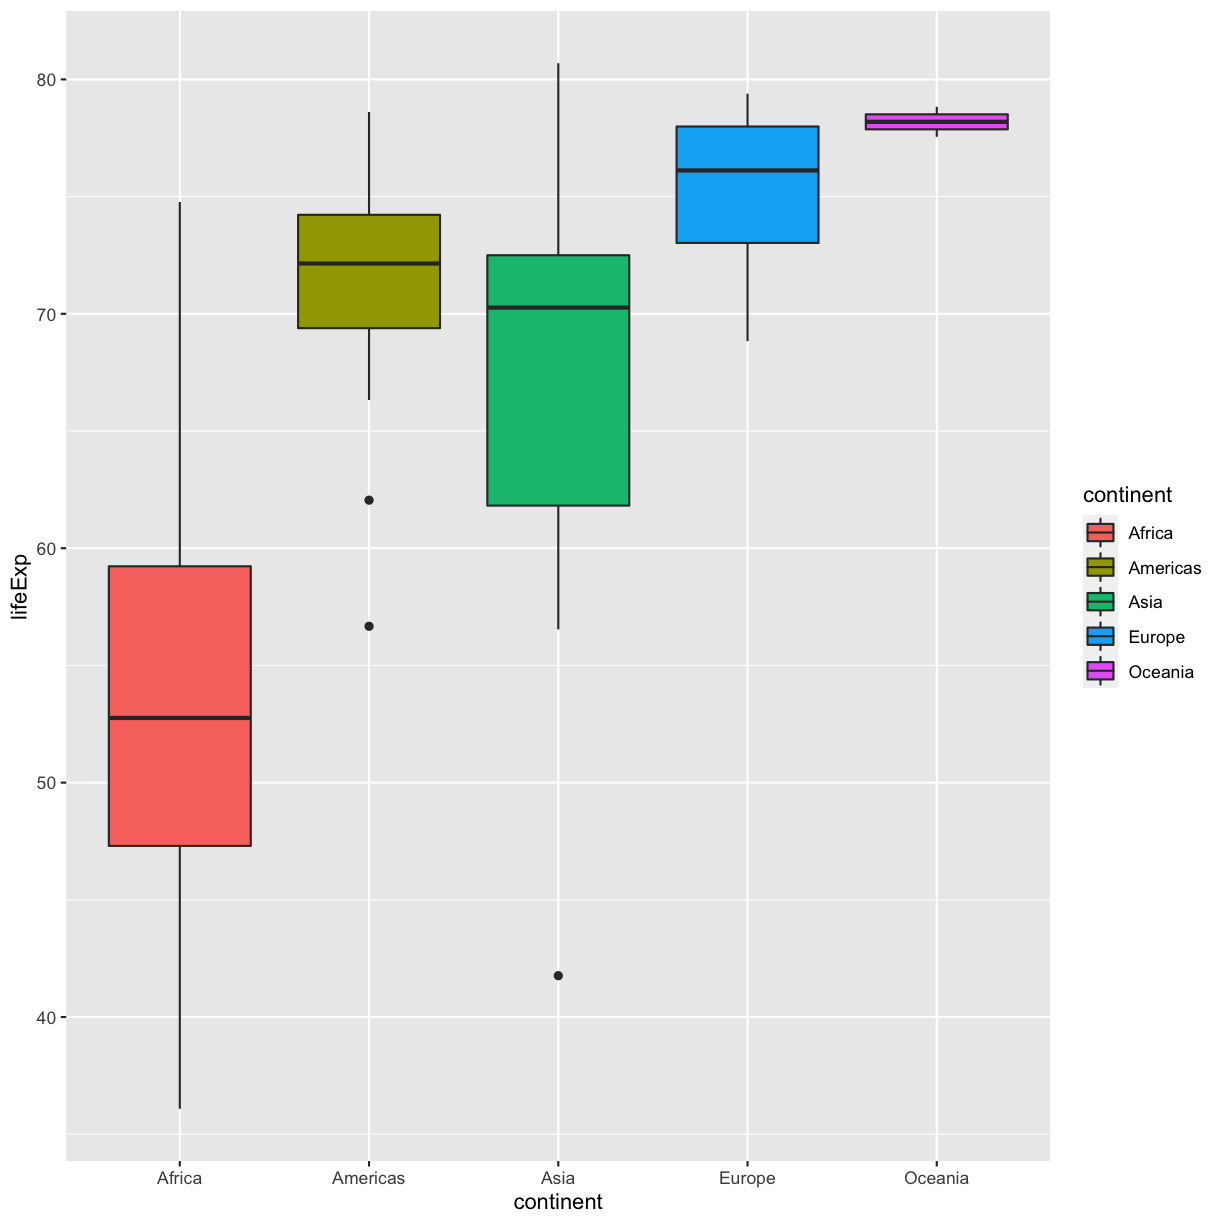 80
70
60
50
40
lifeExp
Africa
Americas
Asia
Europe
Oceania
continent
continent
Africa
Americas
Asia
Europe
Oceania